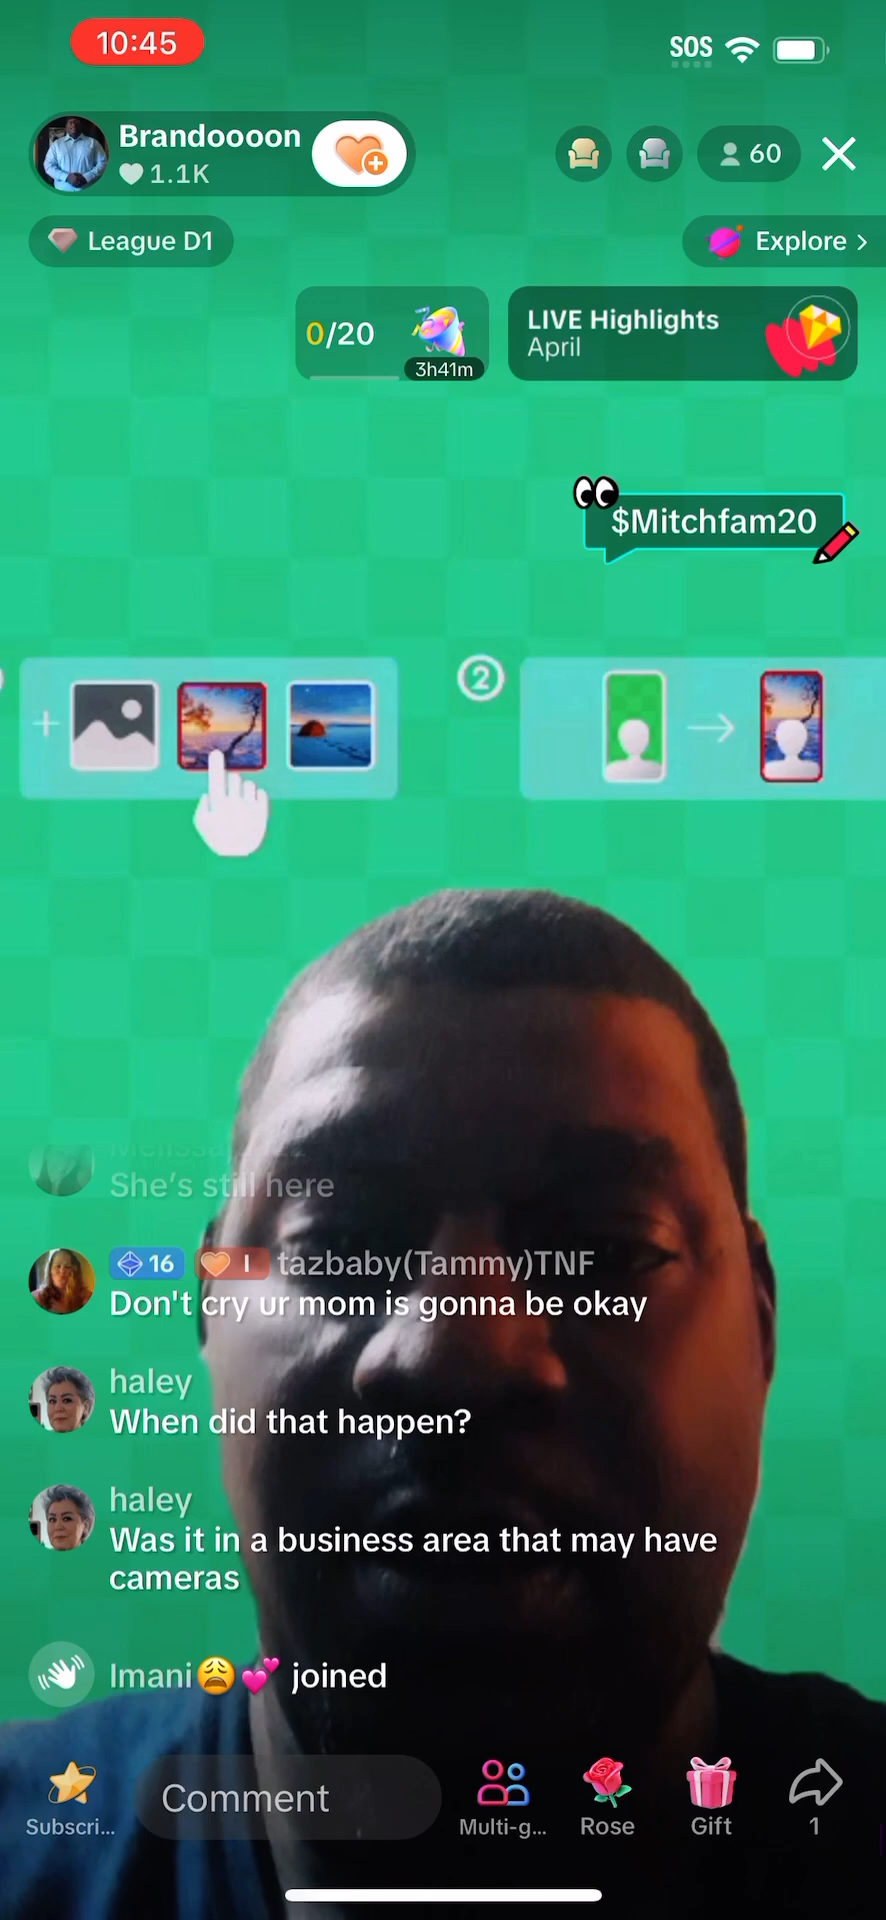 10:45
SOS
Brandoooon
1.1K
60
League D1
Explore >
0/20
3h41m
LIVE Highlights
April
$Mitchfam20
2
She's still here
16 I tazbaby(Tammy)TNF
Don't cry ur mom is gonna be okay
haley
When did that happen?
haley
Was it in a business area that may have
cameras
Imani😩💕 joined
Subscri...
Comment
Multi-g...
Rose
Gift
1